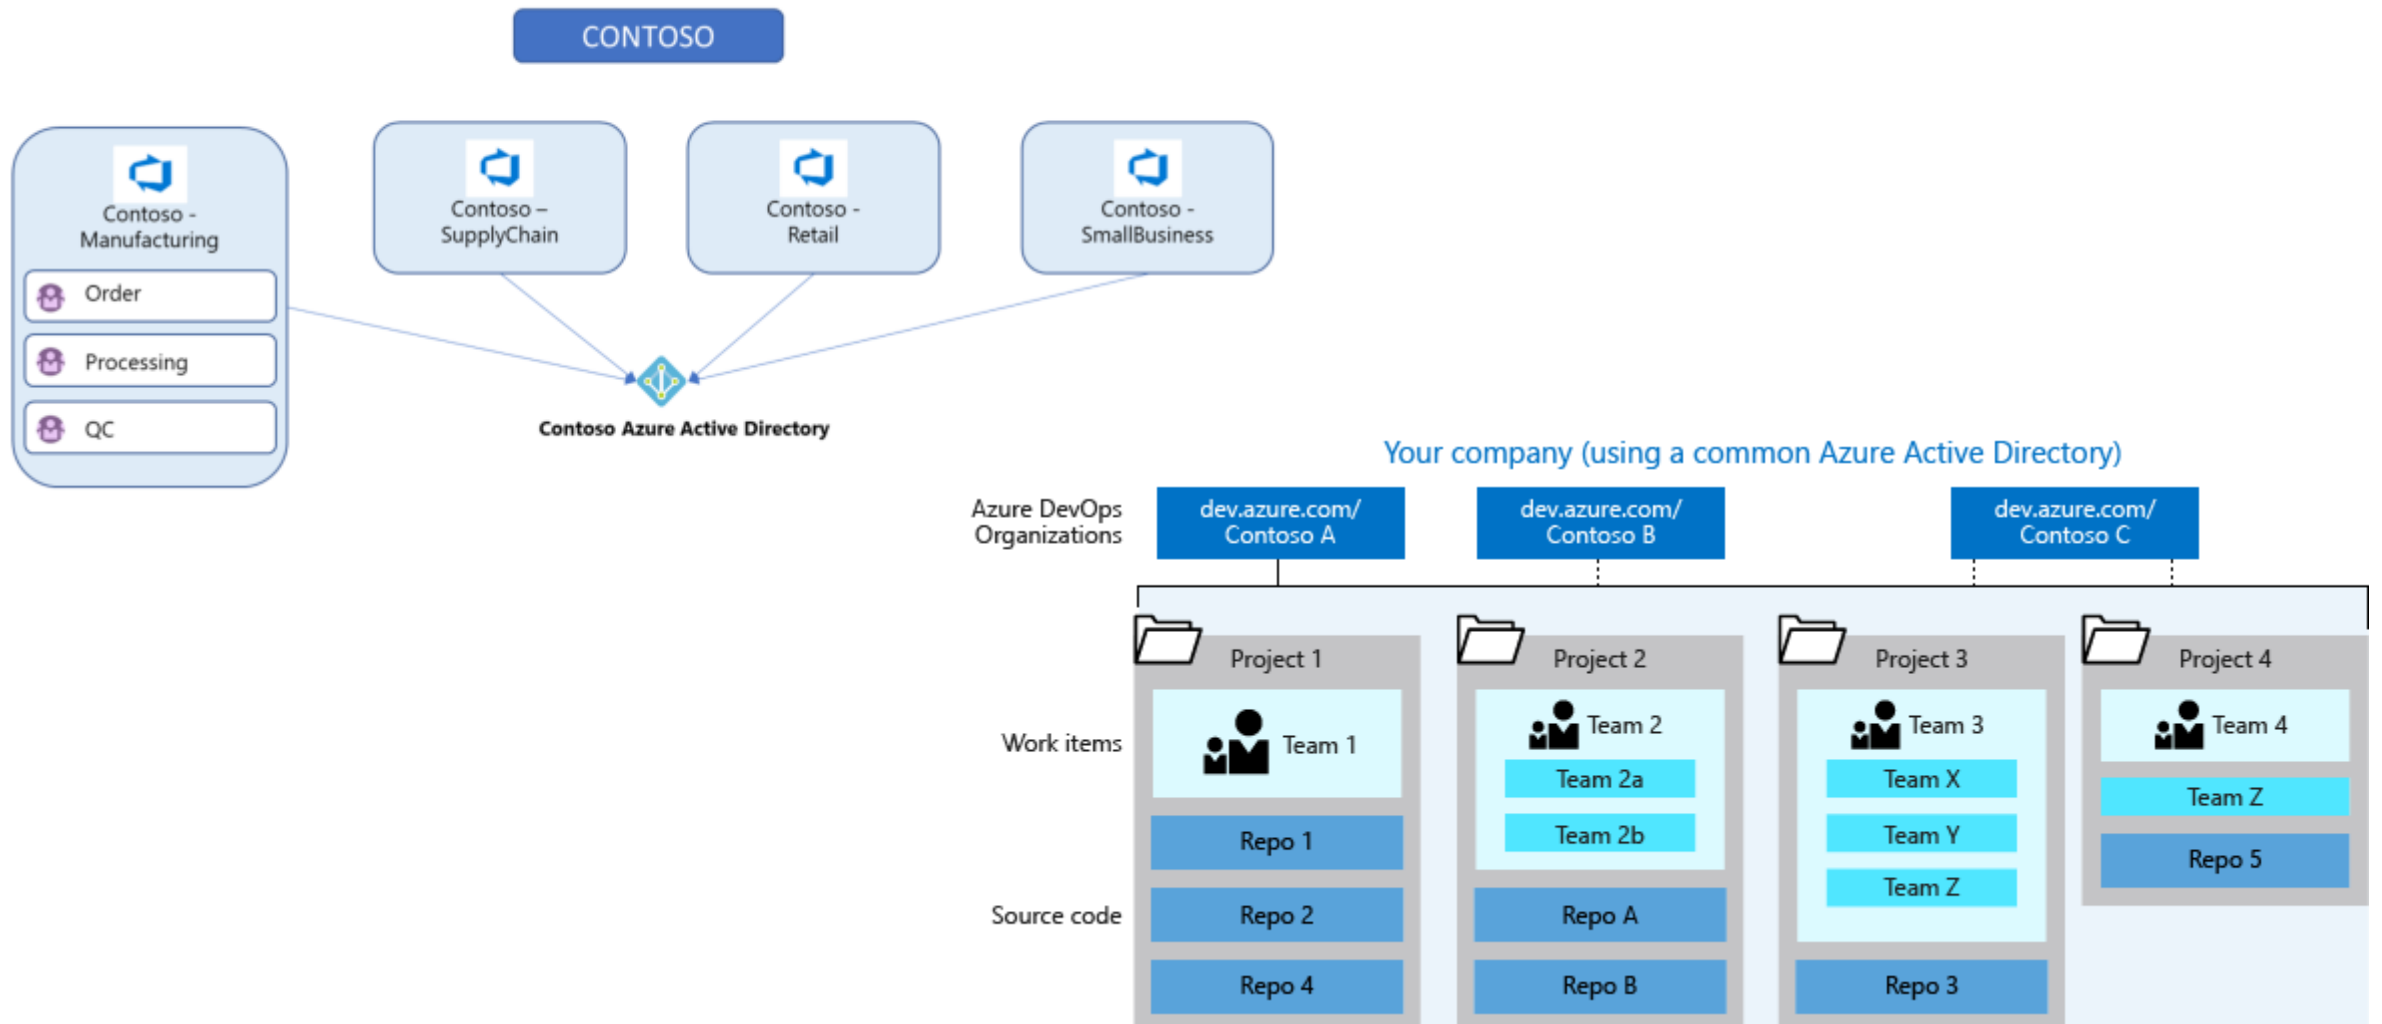 CONTOSO
Contoso -
Manufacturing
Order
Processing
QC
Contoso –
SupplyChain
Contoso -
Retail
Contoso -
SmallBusiness
Contoso Azure Active Directory
Your company (using a common Azure Active Directory)
Azure DevOps
Organizations
dev.azure.com/
Contoso A
dev.azure.com/
Contoso B
dev.azure.com/
Contoso C
Work items
Source code
Project 1
Team 1
Repo 1
Repo 2
Repo 4
Project 2
Team 2
Team 2a
Team 2b
Repo A
Repo B
Project 3
Team 3
Team X
Team Y
Team Z
Repo 3
Project 4
Team 4
Team Z
Repo 5